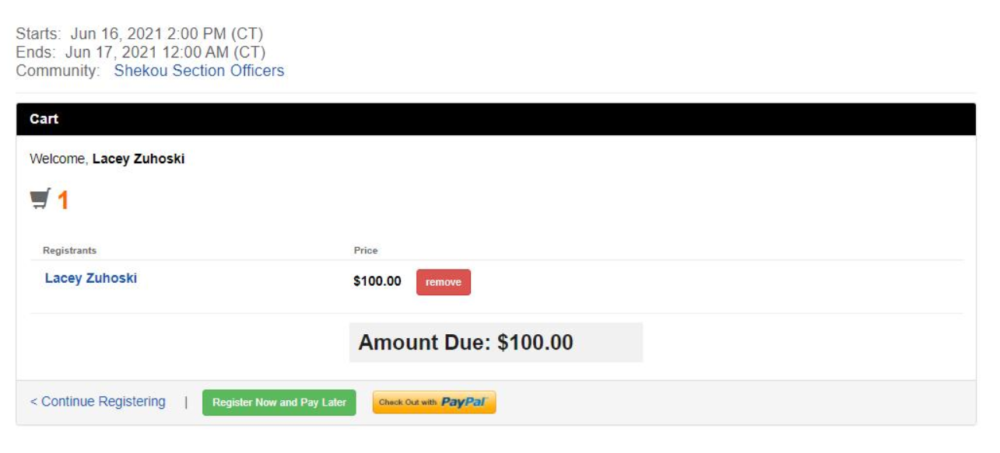 Starts: Jun 16, 2021 2:00 PM (CT)
Ends: Jun 17, 2021 12:00 AM (CT)
Community: Shekou Section Officers
Cart
Welcome, Lacey Zuhoski
1
Registrants Price
Lacey Zuhoski $100.00 remove
Amount Due: $100.00
< Continue Registering | Register Now and Pay Later Check Out with PayPal